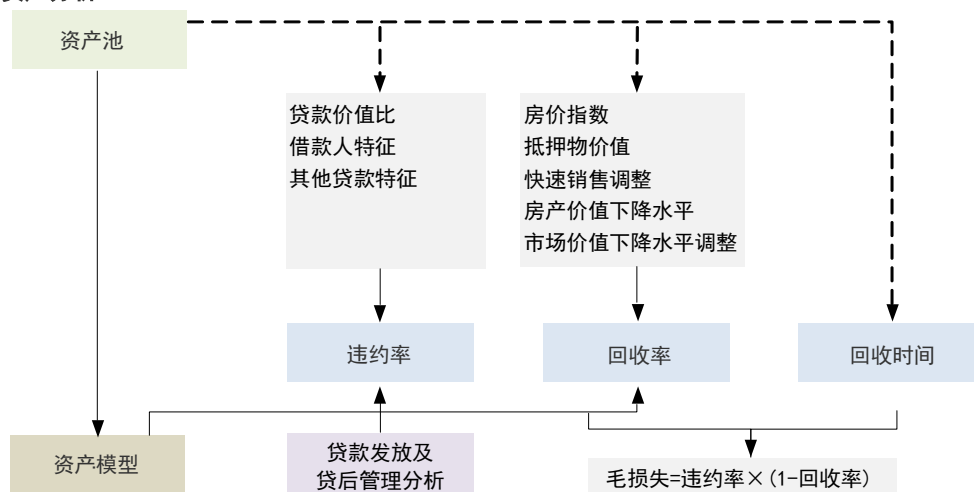 资产池
贷款价值比
借款人特征
其他贷款特征
房价指数
抵押物价值
快速销售调整
房产价值下降水平
市场价值下降水平调整
违约率
回收率
回收时间
资产模型
贷款发放及
贷后管理分析
毛损失=违约率×(1-回收率)